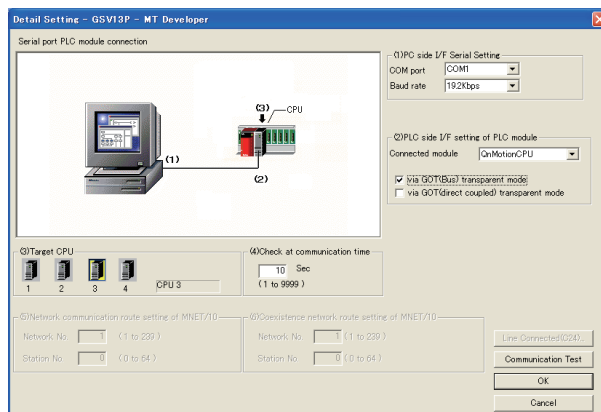 Detail Setting - GSV13P - MT Developer
Serial port PLC module connection
(1)
(2)
(3)
CPU
(1)PC side I/F Serial Setting
COM port COM1
Baud rate 19.2Kbps
(2)PLC side I/F setting of PLC module
Connected module QnMotionCPU
via GOT(Bus) transparent mode
via GOT(direct coupled) transparent mode
(3)Target CPU
1 2 3 4 CPU 3
(4)Check at communication time
10 Sec
(1 to 9999 )
(5)Network communication route setting of MNET/10
Network No. 1 (1 to 239 )
Station No. 0 (0 to 64 )
(6)Coexistence network route setting of MNET/10
Network No. 1 (1 to 239 )
Station No. 0 (0 to 64 )
Line Connected(C24)..
Communication Test
OK
Cancel